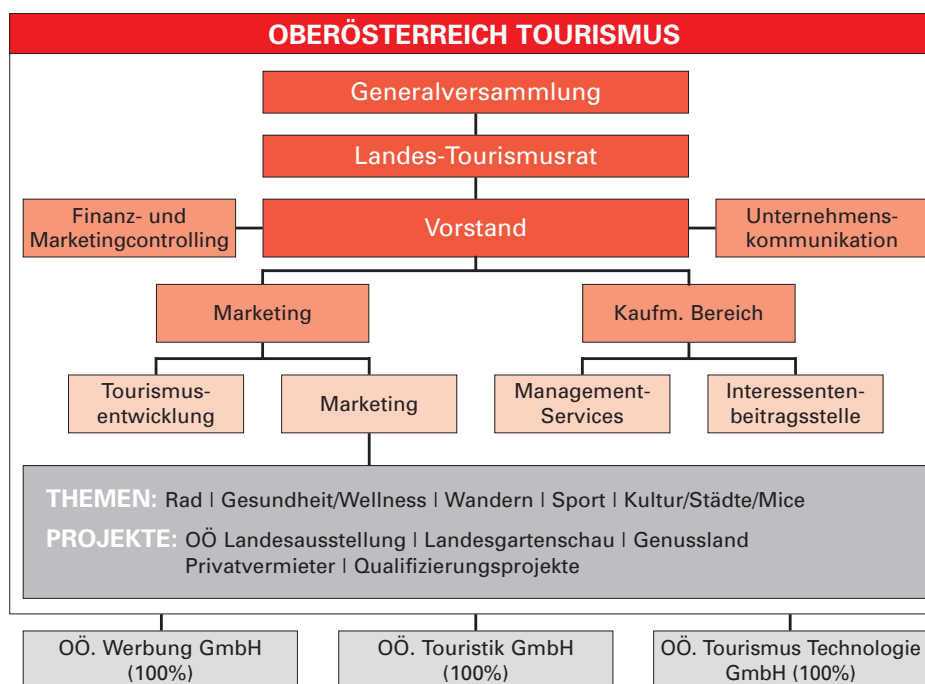 OBERÖSTERREICH TOURISMUS
Generalversammlung
Landes-Tourismusrat
Finanz- und
Marketingcontrolling
Vorstand
Unternehmens-
kommunikation
Marketing
Kaufm. Bereich
Tourismus-
entwicklung
Marketing
Management-
Services
Interessenten-
beitragsstelle
THEMEN: Rad | Gesundheit/Wellness | Wandern | Sport | Kultur/Städte/Mice
PROJEKTE: OÖ Landesausstellung | Landesgartenschau | Genussland
Privatvermieter | Qualifizierungsprojekte
OÖ. Werbung GmbH
(100%)
OÖ. Touristik GmbH
(100%)
OÖ. Tourismus Technologie
GmbH (100%)